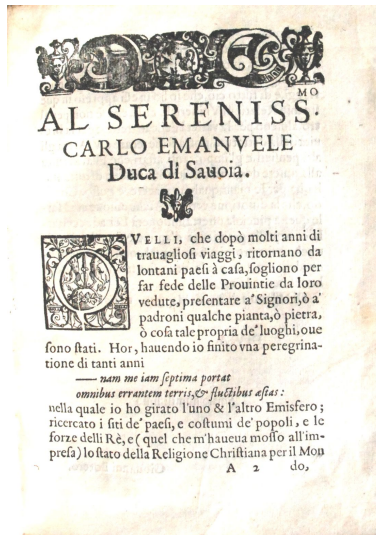 AL SERENISS.MO
CARLO EMANVELE
Duca di Sauoia.
QVELLI, che dopò molti anni di
trauagliosi viaggi, ritornano da
lontani paesi à casa, sogliono per
far fede delle Prouintie da loro
vedute, presentare a' Signori, ò a'
padroni qualche pianta, ò pietra,
ò cosa tale propria de' luoghi, oue
sono stati. Hor, hauendo io finito vna peregrina-
tione di tanti anni
—— nam me iam septima portat
omnibus errantem terris, & fluctibus æstas:
nella quale io ho girato l'uno & l'altro Emisfero;
ricercato i siti de' paesi, e costumi de' popoli, e le
forze delli Rè, e (quel che m'haueua mosso all'im-
presa) lo stato della Religione Christiana per il Mon
A 2 do,